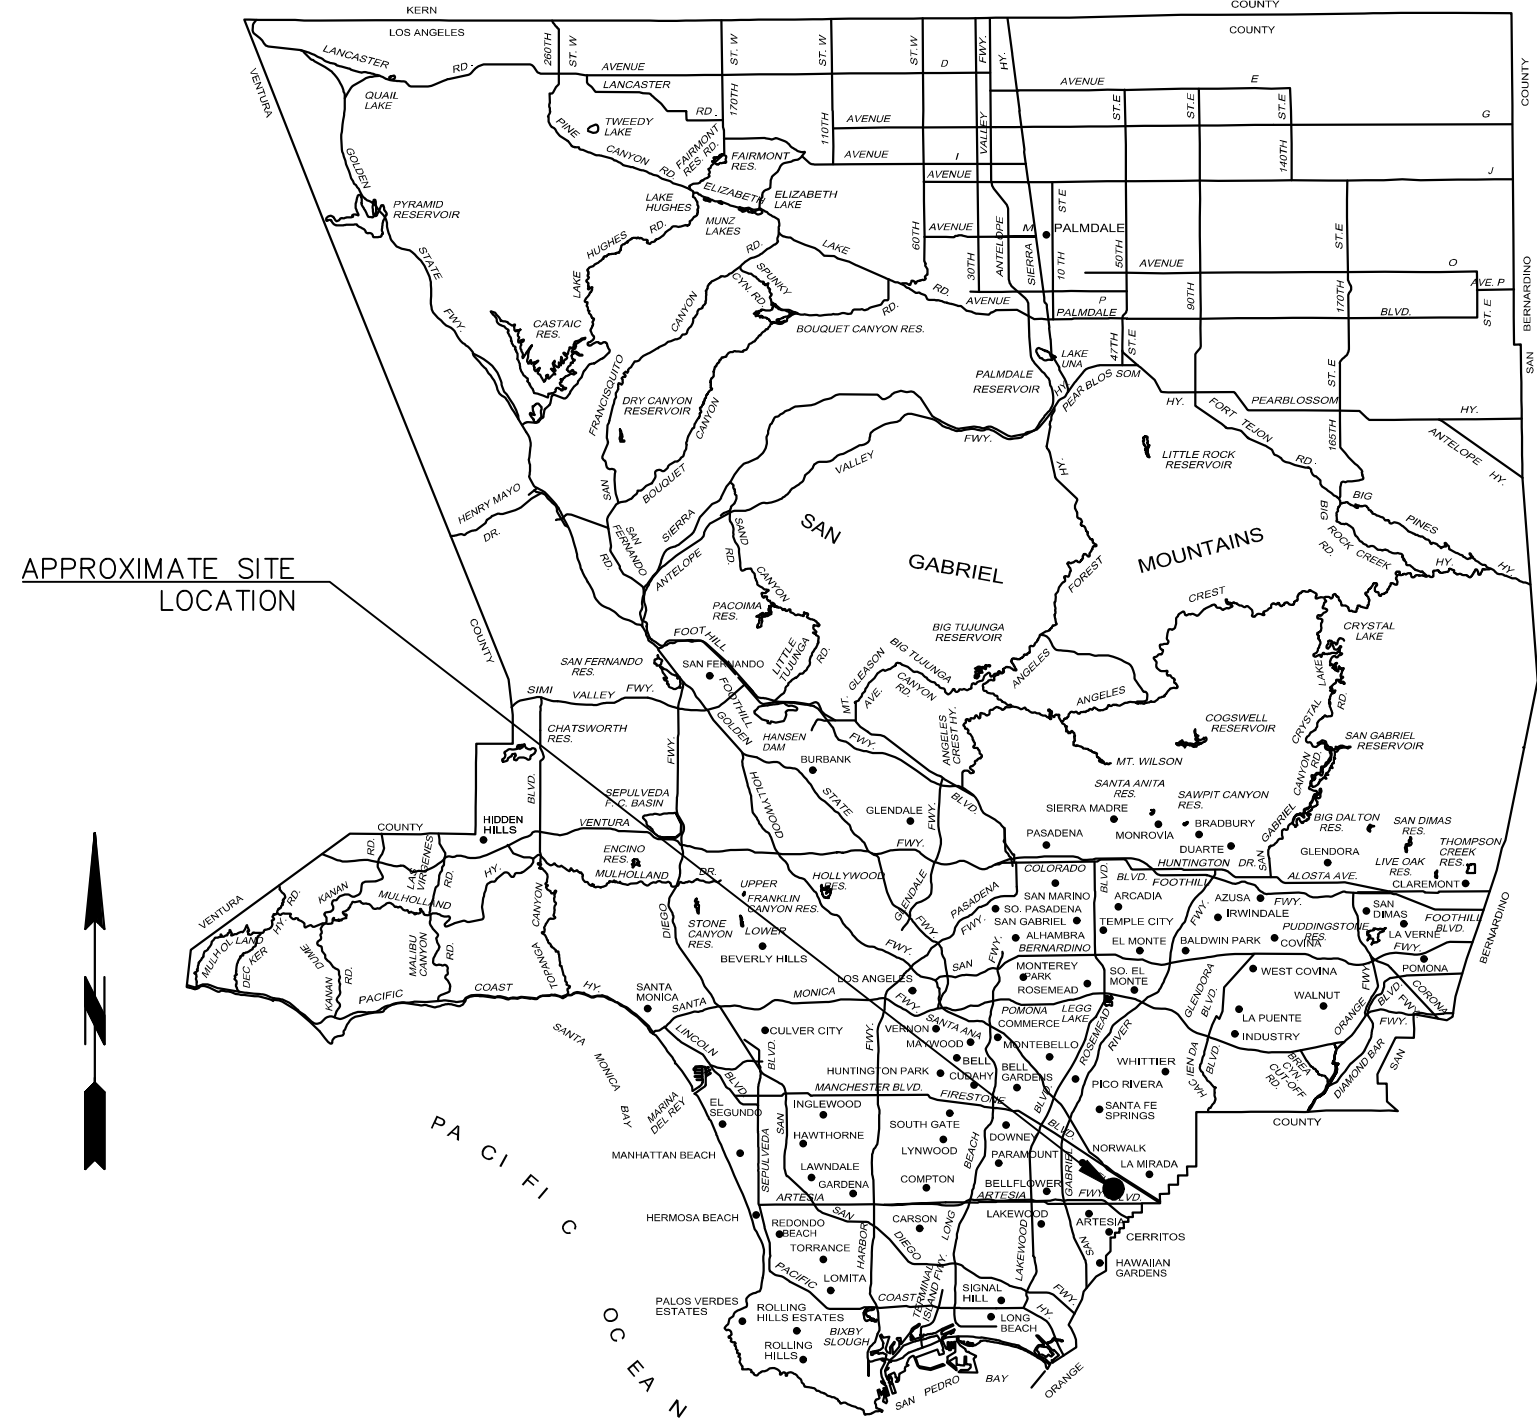 KERN
COUNTY
LOS ANGELES
COUNTY
VENTURA
COUNTY
LANCASTER
RD.
QUAIL
LAKE
260TH
ST. W
AVENUE
D
LANCASTER
RD.
170TH
ST. W
110TH
ST. W
ST.W
60TH
FWY.
VALLEY
ANTELOPE
30TH
HY.
SIERRA
AVENUE
E
ST.E
50TH
ST.E
90TH
ST.E
140TH
AVENUE
G
AVENUE
I
AVENUE
J
TWEEDY
LAKE
PINE
CANYON
RD.
FAIRMONT
RES. RD.
FAIRMONT
RES.
ELIZABETH
LAKE
RD.
ELIZABETH
LAKE
LAKE
HUGHES
MUNZ
LAKES
GOLDEN
STATE
FWY.
PYRAMID
RESERVOIR
LAKE
HUGHES
RD.
AVENUE
M
PALMDALE
ST E
10 TH
ST.E
170TH
COUNTY
BERNARDINO
SAN
AVENUE
O
AVE. P
ST. E
AVENUE
P
PALMDALE
BLVD.
CYN. RD.
SPUNKY
CANYON
RD.
RD.
BOUQUET CANYON RES.
CASTAIC
RES.
FRANCISQUITO
SAN
DRY CANYON
RESERVOIR
BOUQUET
CANYON
PALMDALE
RESERVOIR
LAKE
UNA
47TH
ST.E
HY.
PEARBLOSSOM
HY.
PEARBLOSSOM
HY.
FORT TEJON
RD.
ST. E
165TH
ANTELOPE
HY.
LITTLE ROCK
RESERVOIR
FWY.
VALLEY
SIERRA
ANTELOPE
HY.
HENRY MAYO
DR.
SAN
FERNANDO
RD.
SAND
RD.
CANYON
SAN
GABRIEL
MOUNTAINS
BIG
PINES
HY.
BIG
ROCK CREEK
RD.
HY.
APPROXIMATE SITE
LOCATION
FOREST
CREST
PACOIMA
RES.
LITTLE
TUJUNGA
RD.
BIG TUJUNGA
RESERVOIR
CRYSTAL
LAKE
CRYSTAL
LAKE
RD.
FOOTHILL
SAN FERNANDO
SAN FERNANDO
RES.
FOOTHILL
GOLDEN
STATE
SIMI
VALLEY
FWY.
MT. GLEASON
AVE.
BIG TUJUNGA
CANYON
RD.
ANGELES
ANGELES
ANGELES
CREST HY.
CHATSWORTH
RES.
HANSEN
DAM
FWY.
BLVD.
COGSWELL
RESERVOIR
SAN GABRIEL
RESERVOIR
MT. WILSON
SANTA ANITA
RES.
SAWPIT CANYON
RES.
SAN
GABRIEL
CANYON
RD.
BURBANK
GLENDALE
SIERRA MADRE
MONROVIA
BRADBURY
PASADENA
DUARTE
GLENDORA
BIG DALTON
RES.
SAN DIMAS
RES.
THOMPSON
CREEK
RES.
LIVE OAK
RES.
CLAREMONT
COUNTY
HIDDEN
HILLS
BLVD.
SEPULVEDA
F. C. BASIN
FWY.
HOLLYWOOD
VENTURA
FWY.
FWY.
ENCINO
RES.
MULHOLLAND
DR.
UPPER
FRANKLIN
CANYON RES.
LOWER
HOLLYWOOD
RES.
STONE
CANYON
RES.
BEVERLY HILLS
GLENDALE
FWY.
PASADENA
FWY.
COLORADO
BLVD.
HUNTINGTON DR.
FOOTHILL
ALOSTA AVE.
SAN MARINO
SO. PASADENA
SAN GABRIEL
ALHAMBRA
BERNARDINO
SAN
ARCADIA
TEMPLE CITY
EL MONTE
AZUSA
IRWINDALE
BALDWIN PARK
COVINA
PUDDINGSTONE
RES.
FWY.
SAN
DIMAS
FOOTHILL
BLVD.
LA VERNE
FWY.
POMONA
BERNARDINO
VENTURA
RD.
LAS
VIRGENES
RD.
HY.
KANAN
RD.
MULHOLLAND
HY.
MULHOLLAND
DECKER
DUME
KANAN
RD.
MALIBU
CANYON
RD.
TOPANGA
CANYON
PACIFIC
COAST
HY.
SANTA
MONICA
SANTA
MONICA
FWY.
DIEGO
LOS ANGELES
FWY.
FWY.
MONTEREY
PARK
ROSEMEAD
SO. EL
MONTE
WEST COVINA
WALNUT
LA PUENTE
INDUSTRY
GLENDORA
BLVD.
FWY.
ORANGE
BLVD.
CORONA
FWY.
FWY.
DIAMOND BAR
SAN
BREA
CYN.
CUT-OFF
RD.
HACIENDA
BLVD.
COUNTY
CULVER CITY
VERNON
SANTA ANA
POMONA
COMMERCE
LEGG
LAKE
ROSEMEAD
BLVD.
RIVER
MAYWOOD
MONTEBELLO
BELL
BELL
GARDENS
WHITTIER
HUNTINGTON PARK
CUDAHY
PICO RIVERA
MANCHESTER BLVD.
FIRESTONE
BLVD.
LINCOLN
BLVD.
MARINA
DEL REY
SANTA
MONICA
BAY
EL
SEGUNDO
INGLEWOOD
SOUTH GATE
DOWNEY
SANTA FE
SPRINGS
HAWTHORNE
LYNWOOD
PARAMOUNT
NORWALK
LA MIRADA
MANHATTAN BEACH
SEPULVEDA
BLVD.
SAN
DIEGO
LAWNDALE
GARDENA
COMPTON
BELLFLOWER
ARTESIA
ARTESIA
FWY.
BLVD.
HERMOSA BEACH
REDONDO
BEACH
CARSON
LAKEWOOD
ARTESIA
CERRITOS
TORRANCE
HARBOR
FWY.
LONG
BEACH
LAKEWOOD
SAN
GABRIEL
HAWAIIAN
GARDENS
LOMITA
PACIFIC
COAST
HY.
FWY.
TERMINAL
ISLAND FWY.
SIGNAL
HILL
LONG
BEACH
PALOS VERDES
ESTATES
ROLLING
HILLS ESTATES
ROLLING
HILLS
BIXBY
SLOUGH
SAN PEDRO BAY
ORANGE
PACIFIC
OCEAN
N